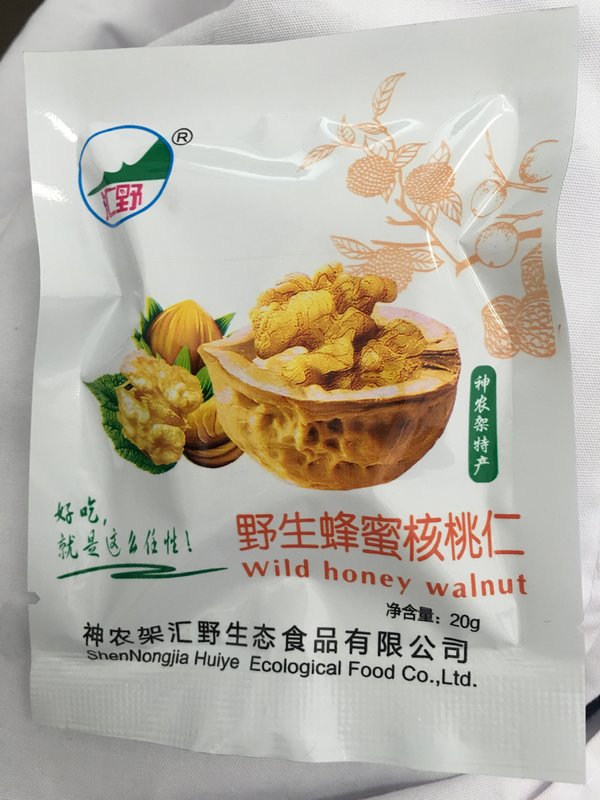 ®
汇野
神农架特产
好吃,
就是这么任性!
野生蜂蜜核桃仁
Wild honey walnut
净含量: 20g
神农架汇野生态食品有限公司
ShenNongjia Huiye Ecological Food Co.,Ltd.